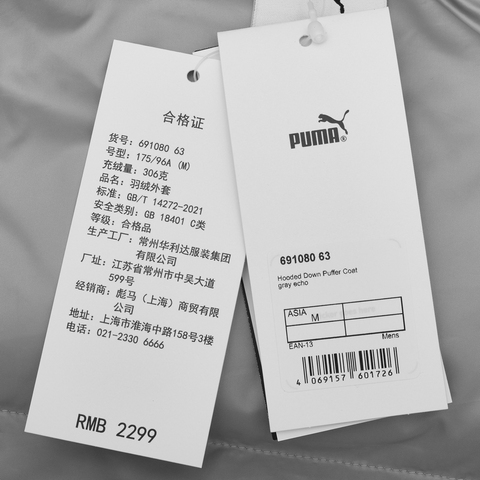 合格证
货号: 691080 63
号型: 175/96A (M)
充绒量: 306克
品名: 羽绒外套
标准: GB/T 14272-2021
安全类别: GB 18401 C类
等级: 合格品
生产工厂: 常州华利达服装集团
有限公司
厂址: 江苏省常州市中吴大道
599号
经销商: 彪马（上海）商贸有限
公司
地址: 上海市淮海中路158号3楼
电话: 021-2330 6666
RMB 2299
PUMA®
691080 63
Hooded Down Puffer Coat
gray echo
ASIA
M
EAN-13
Mens
4 069157 601726